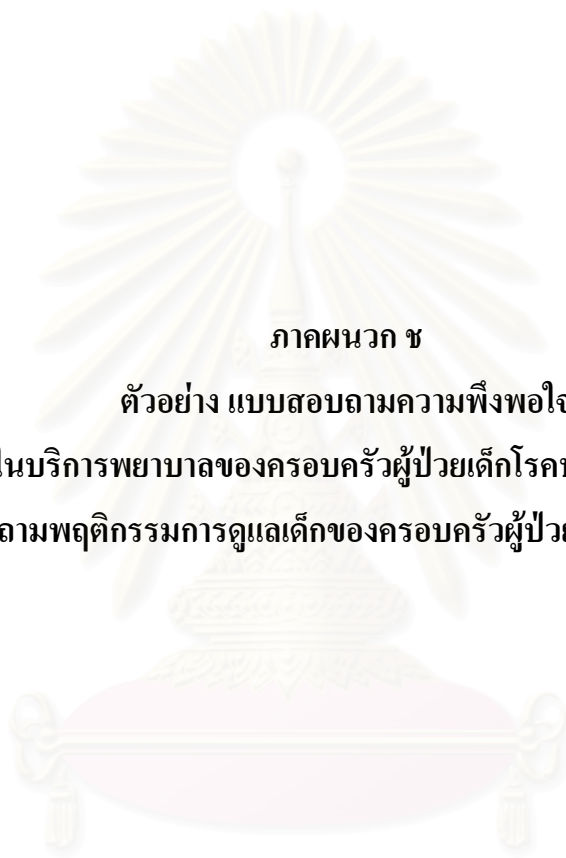 ภาคผนวก ช
ตัวอย่าง แบบสอบถามความพึงพอใจ
ในบริการพยาบาลของครอบครัวผู้ป่วยเด็กโรค
ถามพฤติกรรมการดูแลเด็กของครอบครัวผู้ป่วย